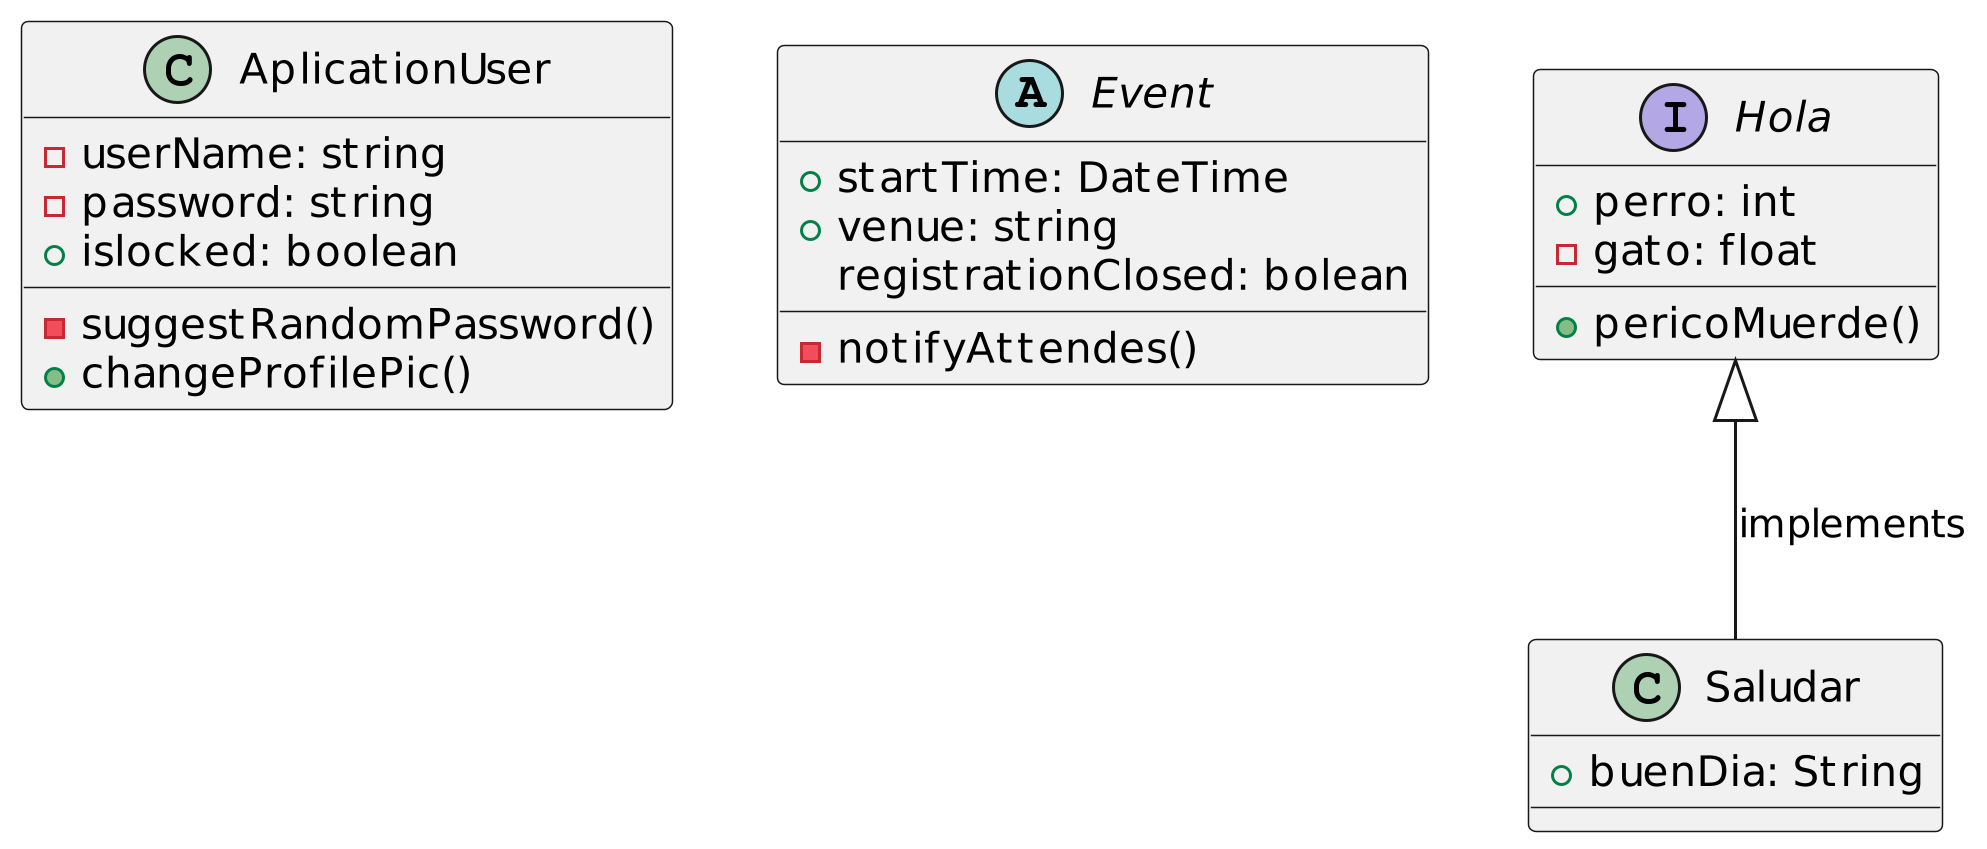 C AplicationUser
userName: string
password: string
islocked: boolean
suggestRandomPassword()
changeProfilePic()
A Event
startTime: DateTime
venue: string
registrationClosed: bolean
notifyAttendes()
I Hola
perro: int
gato: float
pericoMuerde()
implements
C Saludar
buenDia: String